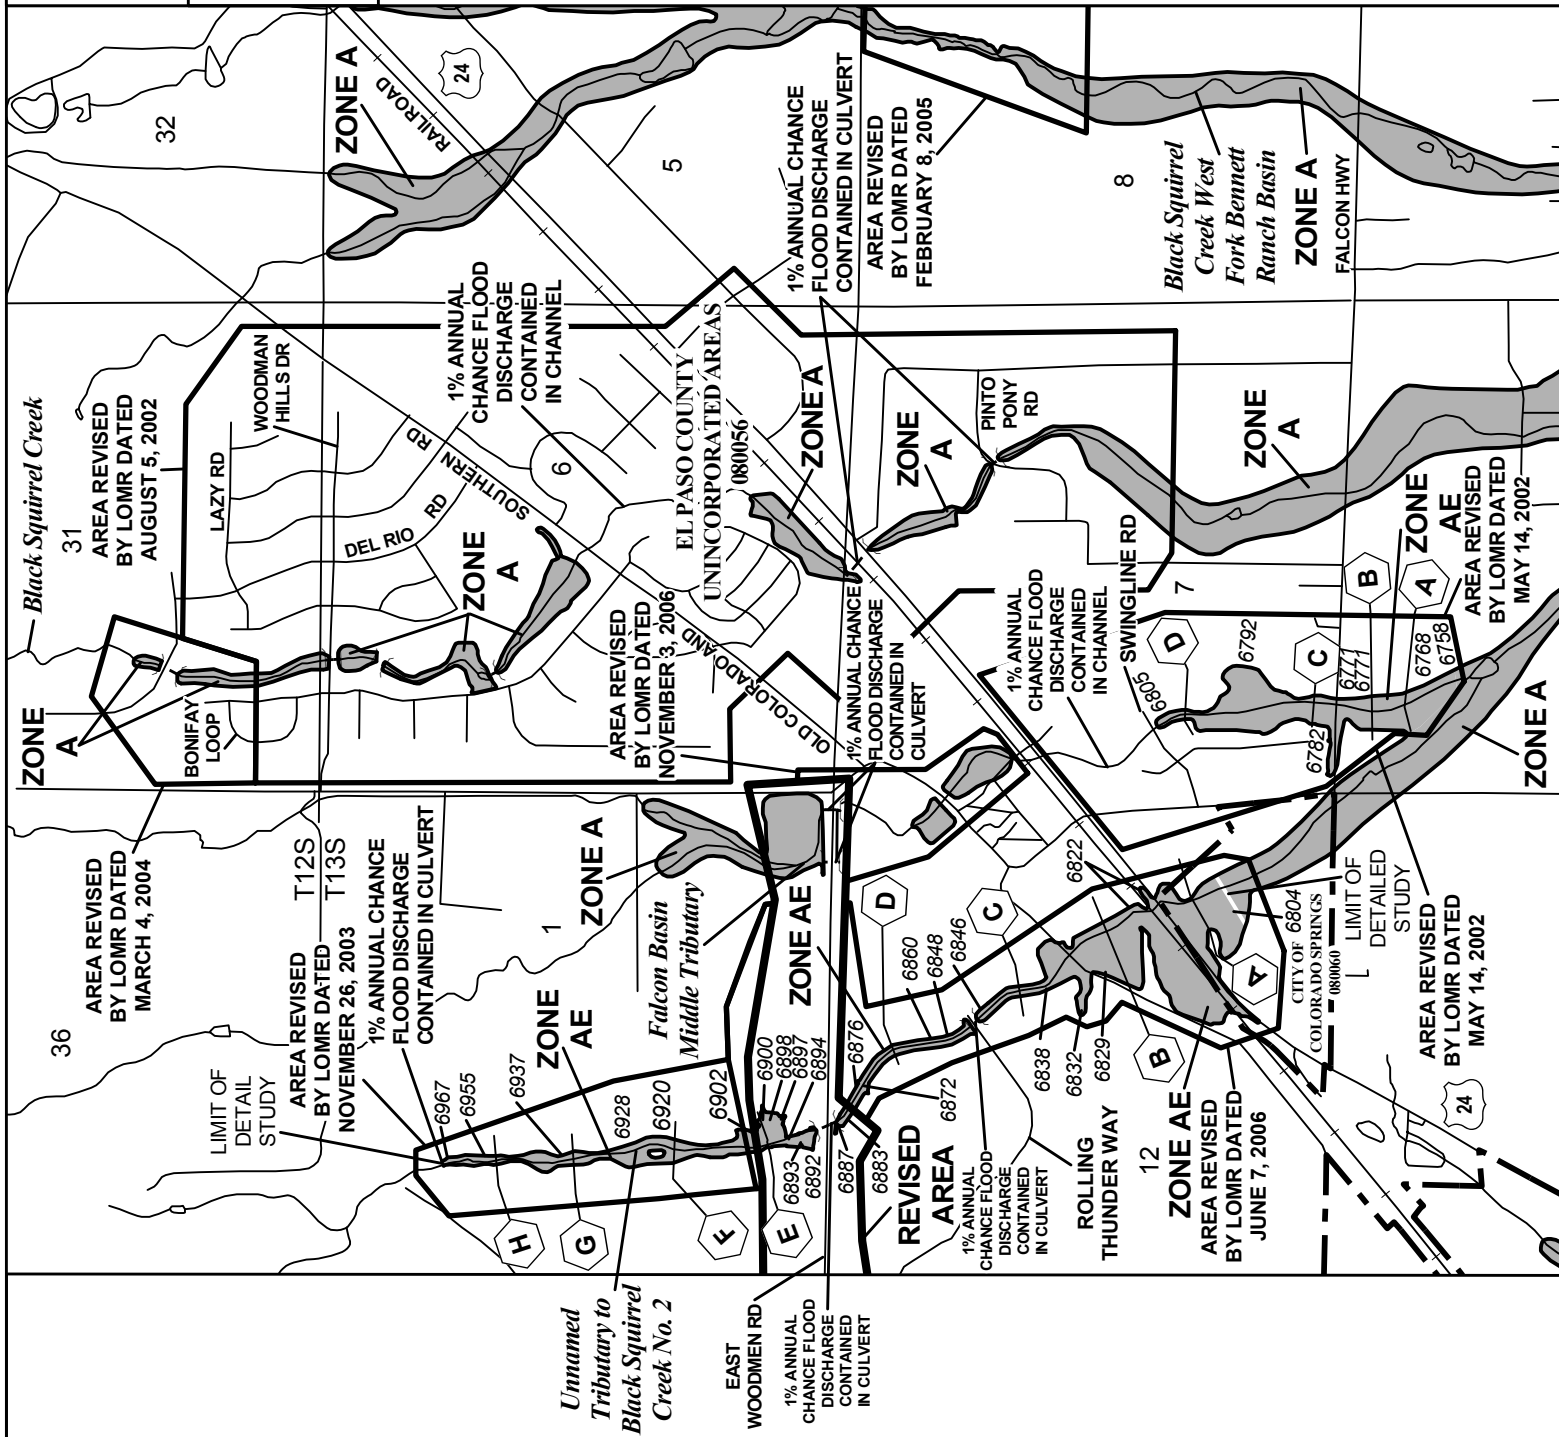 32
ZONE A
RAILROAD
24
5
1% ANNUAL CHANCE
FLOOD DISCHARGE
CONTAINED IN CULVERT
AREA REVISED
BY LOMR DATED
FEBRUARY 8, 2005
8
Black Squirrel
Creek West
Fork Bennett
Ranch Basin
ZONE A
FALCON HWY
Black Squirrel Creek
31
AREA REVISED
BY LOMR DATED
AUGUST 5, 2002
LAZY RD
WOODMAN
HILLS DR
DEL RIO
RD
1% ANNUAL
CHANCE FLOOD
DISCHARGE
CONTAINED
IN CHANNEL
OLD COLORADO AND
SOUTHERN RD
6
EL PASO COUNTY
UNINCORPORATED AREAS
080056
ZONE A
ZONE
A
PINTO
PONY
RD
ZONE
A
ZONE
A
ZONE
A
BONIFAY
LOOP
AREA REVISED
BY LOMR DATED
NOVEMBER 3, 2006
1% ANNUAL CHANCE
FLOOD DISCHARGE
CONTAINED IN
CULVERT
1% ANNUAL
CHANCE FLOOD
DISCHARGE
CONTAINED
IN CHANNEL
SWINGLINE RD
7
D
6805
6792
C
6782
6771
6771
B
A
6768
6758
ZONE
AE
AREA REVISED
BY LOMR DATED
MAY 14, 2002
ZONE A
36
AREA REVISED
BY LOMR DATED
MARCH 4, 2004
T12S
T13S
1
ZONE A
Falcon Basin
Middle Tributary
LIMIT OF
DETAIL
STUDY
AREA REVISED
BY LOMR DATED
NOVEMBER 26, 2003
1% ANNUAL CHANCE
FLOOD DISCHARGE
CONTAINED IN CULVERT
6967
6955
6937
ZONE
AE
6928
6920
6902
6900
6898
6897
6894
6893
6892
6887
6883
6876
6872
ZONE AE
D
6860
6848
6846
C
6838
6832
6829
6822
B
A
6804
CITY OF
COLORADO SPRINGS
080060
LIMIT OF
DETAILED
STUDY
AREA REVISED
BY LOMR DATED
MAY 14, 2002
24
H
G
F
E
REVISED
AREA
1% ANNUAL
CHANCE FLOOD
DISCHARGE
CONTAINED
IN CULVERT
ROLLING
THUNDER WAY
12
ZONE AE
AREA REVISED
BY LOMR DATED
JUNE 7, 2006
Unnamed
Tributary to
Black Squirrel
Creek No. 2
EAST
WOODMEN RD
1% ANNUAL
CHANCE FLOOD
DISCHARGE
CONTAINED
IN CULVERT